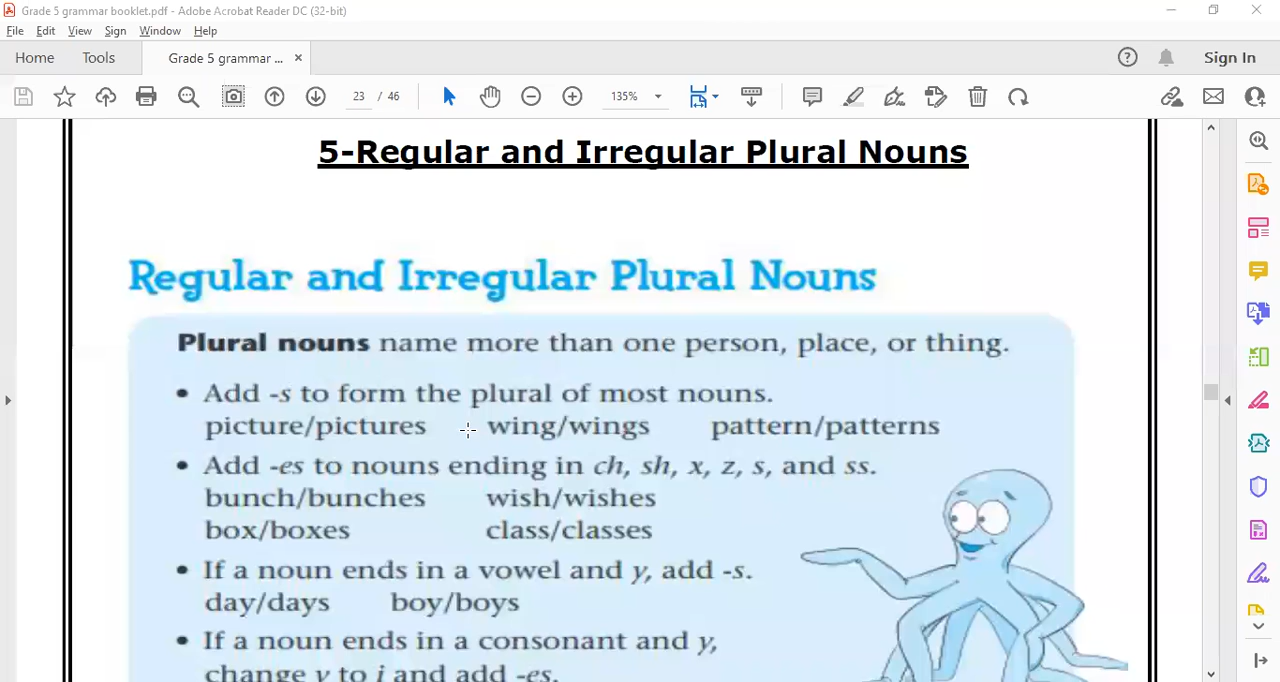 Grade 5 grammar booklet.pdf - Adobe Acrobat Reader DC (32-bit)
File Edit View Sign Window Help
Home Tools Grade 5 grammar ... × Sign In
23 / 46 135%
5-Regular and Irregular Plural Nouns
Regular and Irregular Plural Nouns
Plural nouns name more than one person, place, or thing.
• Add -s to form the plural of most nouns.
picture/pictures wing/wings pattern/patterns
• Add -es to nouns ending in ch, sh, x, z, s, and ss.
bunch/bunches wish/wishes
box/boxes class/classes
• If a noun ends in a vowel and y, add -s.
day/days boy/boys
• If a noun ends in a consonant and y,
change y to i and add -es.